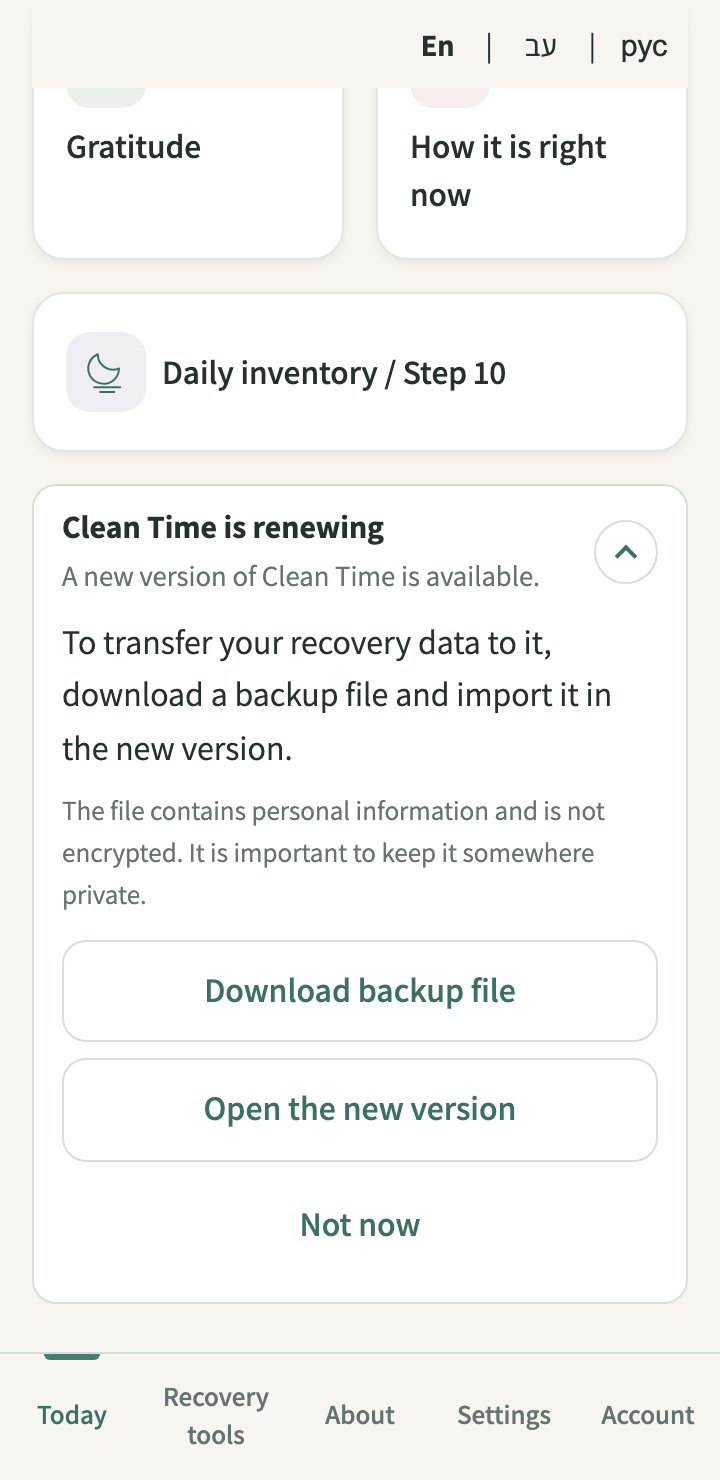 En | עב | рус
Gratitude
How it is right
now
Daily inventory / Step 10
Clean Time is renewing
A new version of Clean Time is available.
To transfer your recovery data to it,
download a backup file and import it in
the new version.
The file contains personal information and is not
encrypted. It is important to keep it somewhere
private.
Download backup file
Open the new version
Not now
Today
Recovery
tools
About
Settings
Account